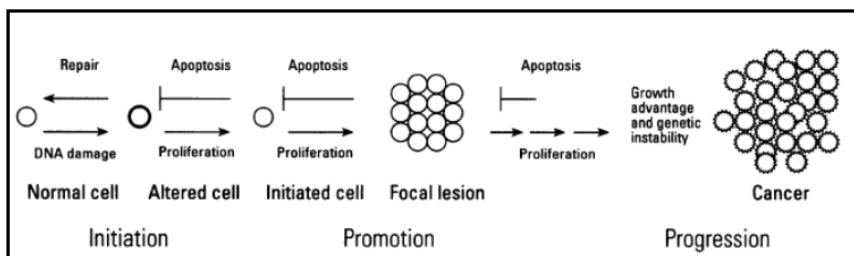 Repair Apoptosis Apoptosis Apoptosis
Growth
advantage
and genetic
instability
DNA damage Proliferation Proliferation Proliferation
Normal cell Altered cell Initiated cell Focal lesion Cancer
Initiation Promotion Progression